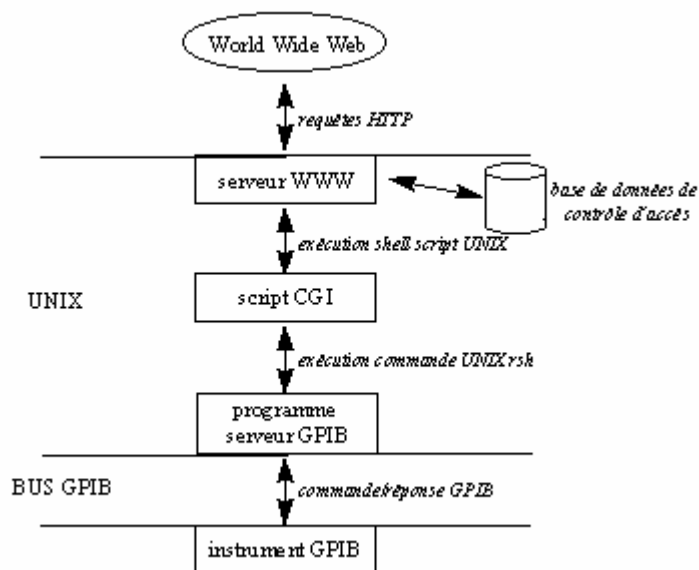 World Wide Web
requêtes HTTP
serveur WWW
base de données de
contrôle d'accès
exécution shell script UNIX
script CGI
UNIX
exécution commande UNIX rsh
programme
serveur GPIB
BUS GPIB
commande/réponse GPIB
instrument GPIB